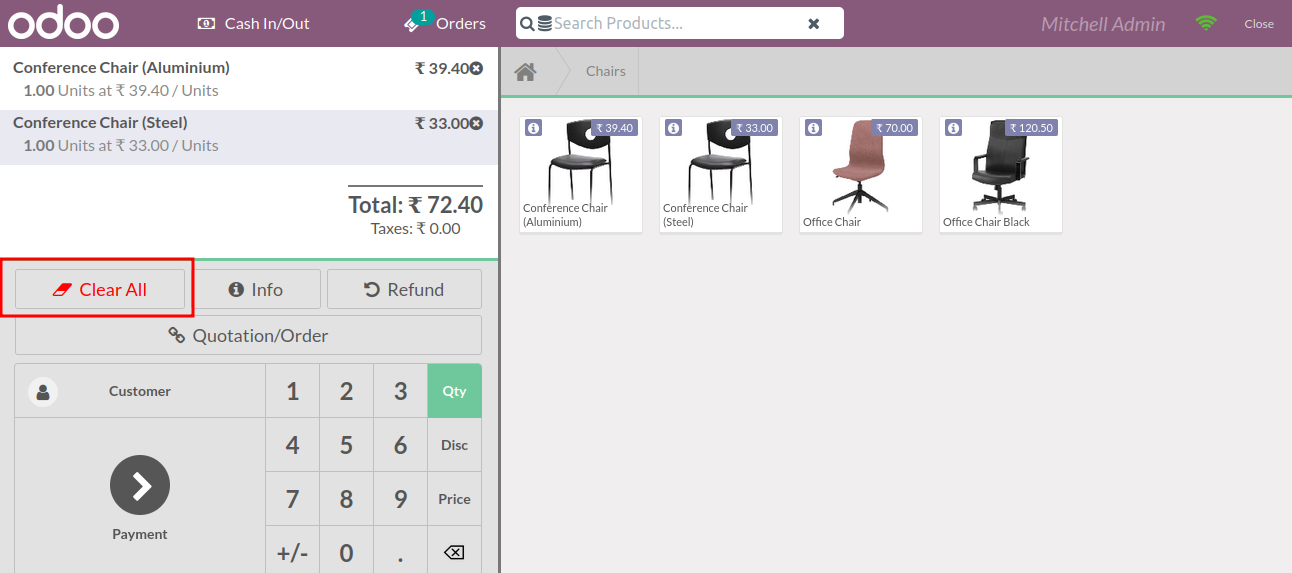 odoo
Cash In/Out
1
Orders
Search Products...
Mitchell Admin
Close
Conference Chair (Aluminium)
₹ 39.40
1.00 Units at ₹ 39.40 / Units
Conference Chair (Steel)
₹ 33.00
1.00 Units at ₹ 33.00 / Units
Total: ₹ 72.40
Taxes: ₹ 0.00
Clear All
Info
Refund
Quotation/Order
Customer
1 2 3 Qty
4 5 6 Disc
7 8 9 Price
+/- 0 .
Payment
Chairs
₹ 39.40
Conference Chair
(Aluminium)
₹ 33.00
Conference Chair
(Steel)
₹ 70.00
Office Chair
₹ 120.50
Office Chair Black